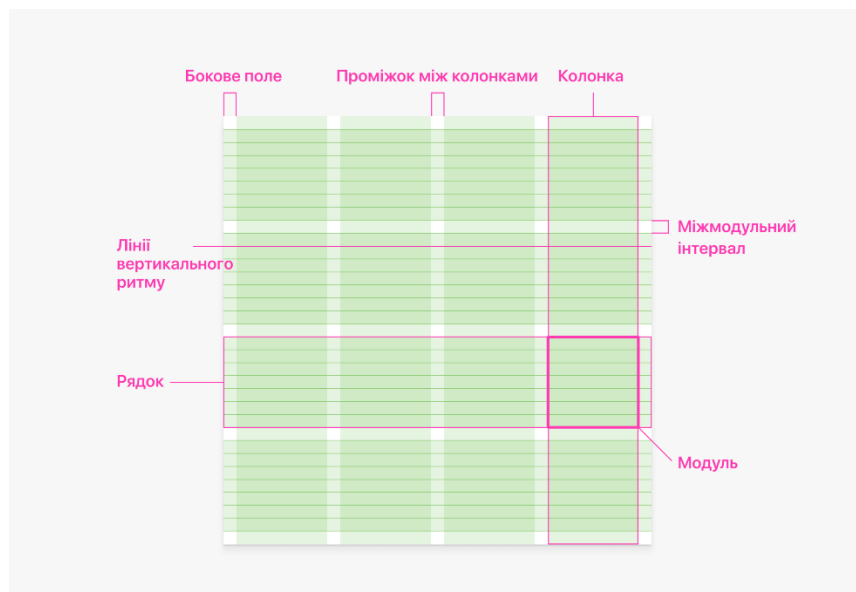 Бокове поле
Проміжок між колонками
Колонка
Міжмодульний
інтервал
Лінії
вертикального
ритму
Рядок
Модуль